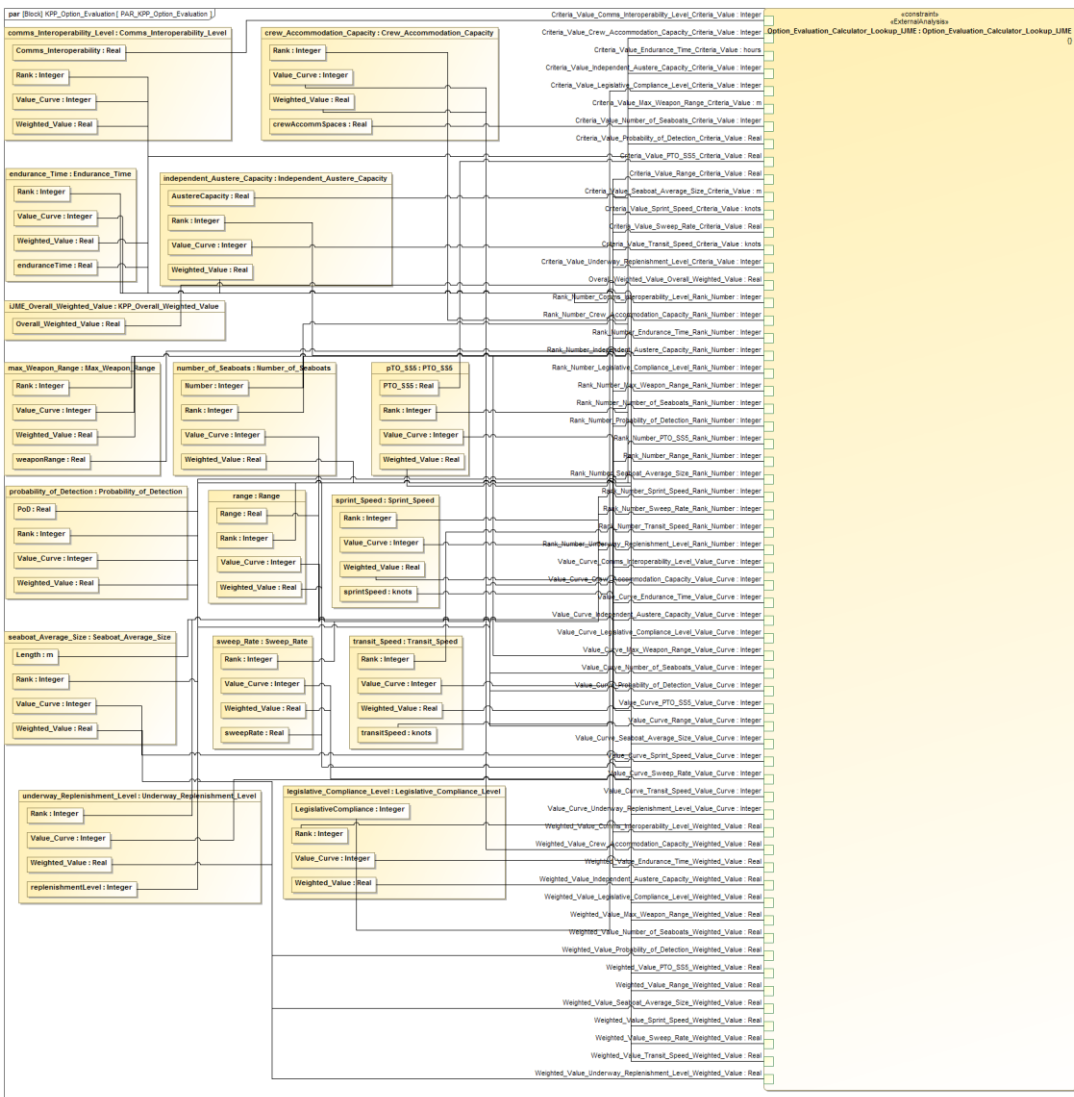 par [Block] KPP_Option_Evaluation [ PAR_KPP_Option_Evaluation ]
comms_Interoperability_Level : Comms_Interoperability_Level
Comms_Interoperability : Real
Rank : Integer
Value_Curve : Integer
Weighted_Value : Real
crew_Accommodation_Capacity : Crew_Accommodation_Capacity
Rank : Integer
Value_Curve : Integer
Weighted_Value : Real
crewAccommSpaces : Real
endurance_Time : Endurance_Time
Rank : Integer
Value_Curve : Integer
Weighted_Value : Real
enduranceTime : Real
independent_Austere_Capacity : Independent_Austere_Capacity
AustereCapacity : Real
Rank : Integer
Value_Curve : Integer
Weighted_Value : Real
iJME_Overall_Weighted_Value : KPP_Overall_Weighted_Value
Overall_Weighted_Value : Real
max_Weapon_Range : Max_Weapon_Range
Rank : Integer
Value_Curve : Integer
Weighted_Value : Real
weaponRange : Real
number_of_Seaboats : Number_of_Seaboats
Number : Integer
Rank : Integer
Value_Curve : Integer
Weighted_Value : Real
pTO_SS5 : PTO_SS5
PTO_SS5 : Real
Rank : Integer
Value_Curve : Integer
Weighted_Value : Real
probability_of_Detection : Probability_of_Detection
PoD : Real
Rank : Integer
Value_Curve : Integer
Weighted_Value : Real
range : Range
Range : Real
Rank : Integer
Value_Curve : Integer
Weighted_Value : Real
sprint_Speed : Sprint_Speed
Rank : Integer
Value_Curve : Integer
Weighted_Value : Real
sprintSpeed : knots
seaboat_Average_Size : Seaboat_Average_Size
Length : m
Rank : Integer
Value_Curve : Integer
Weighted_Value : Real
sweep_Rate : Sweep_Rate
Rank : Integer
Value_Curve : Integer
Weighted_Value : Real
sweepRate : Real
transit_Speed : Transit_Speed
Rank : Integer
Value_Curve : Integer
Weighted_Value : Real
transitSpeed : knots
underway_Replenishment_Level : Underway_Replenishment_Level
Rank : Integer
Value_Curve : Integer
Weighted_Value : Real
replenishmentLevel : Integer
legislative_Compliance_Level : Legislative_Compliance_Level
LegislativeCompliance : Integer
Rank : Integer
Value_Curve : Integer
Weighted_Value : Real
«constraint»
«ExternalAnalysis»
Option_Evaluation_Calculator_Lookup_IJME : Option_Evaluation_Calculator_Lookup_IJME
{}
Criteria_Value_Comms_Interoperability_Level_Criteria_Value : Integer
Criteria_Value_Crew_Accommodation_Capacity_Criteria_Value : Integer
Criteria_Value_Endurance_Time_Criteria_Value : hours
Criteria_Value_Independent_Austere_Capacity_Criteria_Value : Integer
Criteria_Value_Legislative_Compliance_Level_Criteria_Value : Integer
Criteria_Value_Max_Weapon_Range_Criteria_Value : m
Criteria_Value_Number_of_Seaboats_Criteria_Value : Integer
Criteria_Value_Probability_of_Detection_Criteria_Value : Real
Criteria_Value_PTO_SS5_Criteria_Value : Real
Criteria_Value_Range_Criteria_Value : Real
Criteria_Value_Seaboat_Average_Size_Criteria_Value : m
Criteria_Value_Sprint_Speed_Criteria_Value : knots
Criteria_Value_Sweep_Rate_Criteria_Value : Real
Criteria_Value_Transit_Speed_Criteria_Value : knots
Criteria_Value_Underway_Replenishment_Level_Criteria_Value : Integer
Overall_Weighted_Value_Overall_Weighted_Value : Real
Rank_Number_Comms_Interoperability_Level_Rank_Number : Integer
Rank_Number_Crew_Accommodation_Capacity_Rank_Number : Integer
Rank_Number_Endurance_Time_Rank_Number : Integer
Rank_Number_Independent_Austere_Capacity_Rank_Number : Integer
Rank_Number_Legislative_Compliance_Level_Rank_Number : Integer
Rank_Number_Max_Weapon_Range_Rank_Number : Integer
Rank_Number_Number_of_Seaboats_Rank_Number : Integer
Rank_Number_Probability_of_Detection_Rank_Number : Integer
Rank_Number_PTO_SS5_Rank_Number : Integer
Rank_Number_Range_Rank_Number : Integer
Rank_Number_Seaboat_Average_Size_Rank_Number : Integer
Rank_Number_Sprint_Speed_Rank_Number : Integer
Rank_Number_Sweep_Rate_Rank_Number : Integer
Rank_Number_Transit_Speed_Rank_Number : Integer
Rank_Number_Underway_Replenishment_Level_Rank_Number : Integer
Value_Curve_Comms_Interoperability_Level_Value_Curve : Integer
Value_Curve_Crew_Accommodation_Capacity_Value_Curve : Integer
Value_Curve_Endurance_Time_Value_Curve : Integer
Value_Curve_Independent_Austere_Capacity_Value_Curve : Integer
Value_Curve_Legislative_Compliance_Level_Value_Curve : Integer
Value_Curve_Max_Weapon_Range_Value_Curve : Integer
Value_Curve_Number_of_Seaboats_Value_Curve : Integer
Value_Curve_Probability_of_Detection_Value_Curve : Integer
Value_Curve_PTO_SS5_Value_Curve : Integer
Value_Curve_Range_Value_Curve : Integer
Value_Curve_Seaboat_Average_Size_Value_Curve : Integer
Value_Curve_Sprint_Speed_Value_Curve : Integer
Value_Curve_Sweep_Rate_Value_Curve : Integer
Value_Curve_Transit_Speed_Value_Curve : Integer
Value_Curve_Underway_Replenishment_Level_Value_Curve : Integer
Weighted_Value_Comms_Interoperability_Level_Weighted_Value : Real
Weighted_Value_Crew_Accommodation_Capacity_Weighted_Value : Real
Weighted_Value_Endurance_Time_Weighted_Value : Real
Weighted_Value_Independent_Austere_Capacity_Weighted_Value : Real
Weighted_Value_Legislative_Compliance_Level_Weighted_Value : Real
Weighted_Value_Max_Weapon_Range_Weighted_Value : Real
Weighted_Value_Number_of_Seaboats_Weighted_Value : Real
Weighted_Value_Probability_of_Detection_Weighted_Value : Real
Weighted_Value_PTO_SS5_Weighted_Value : Real
Weighted_Value_Range_Weighted_Value : Real
Weighted_Value_Seaboat_Average_Size_Weighted_Value : Real
Weighted_Value_Sprint_Speed_Weighted_Value : Real
Weighted_Value_Sweep_Rate_Weighted_Value : Real
Weighted_Value_Transit_Speed_Weighted_Value : Real
Weighted_Value_Underway_Replenishment_Level_Weighted_Value : Real